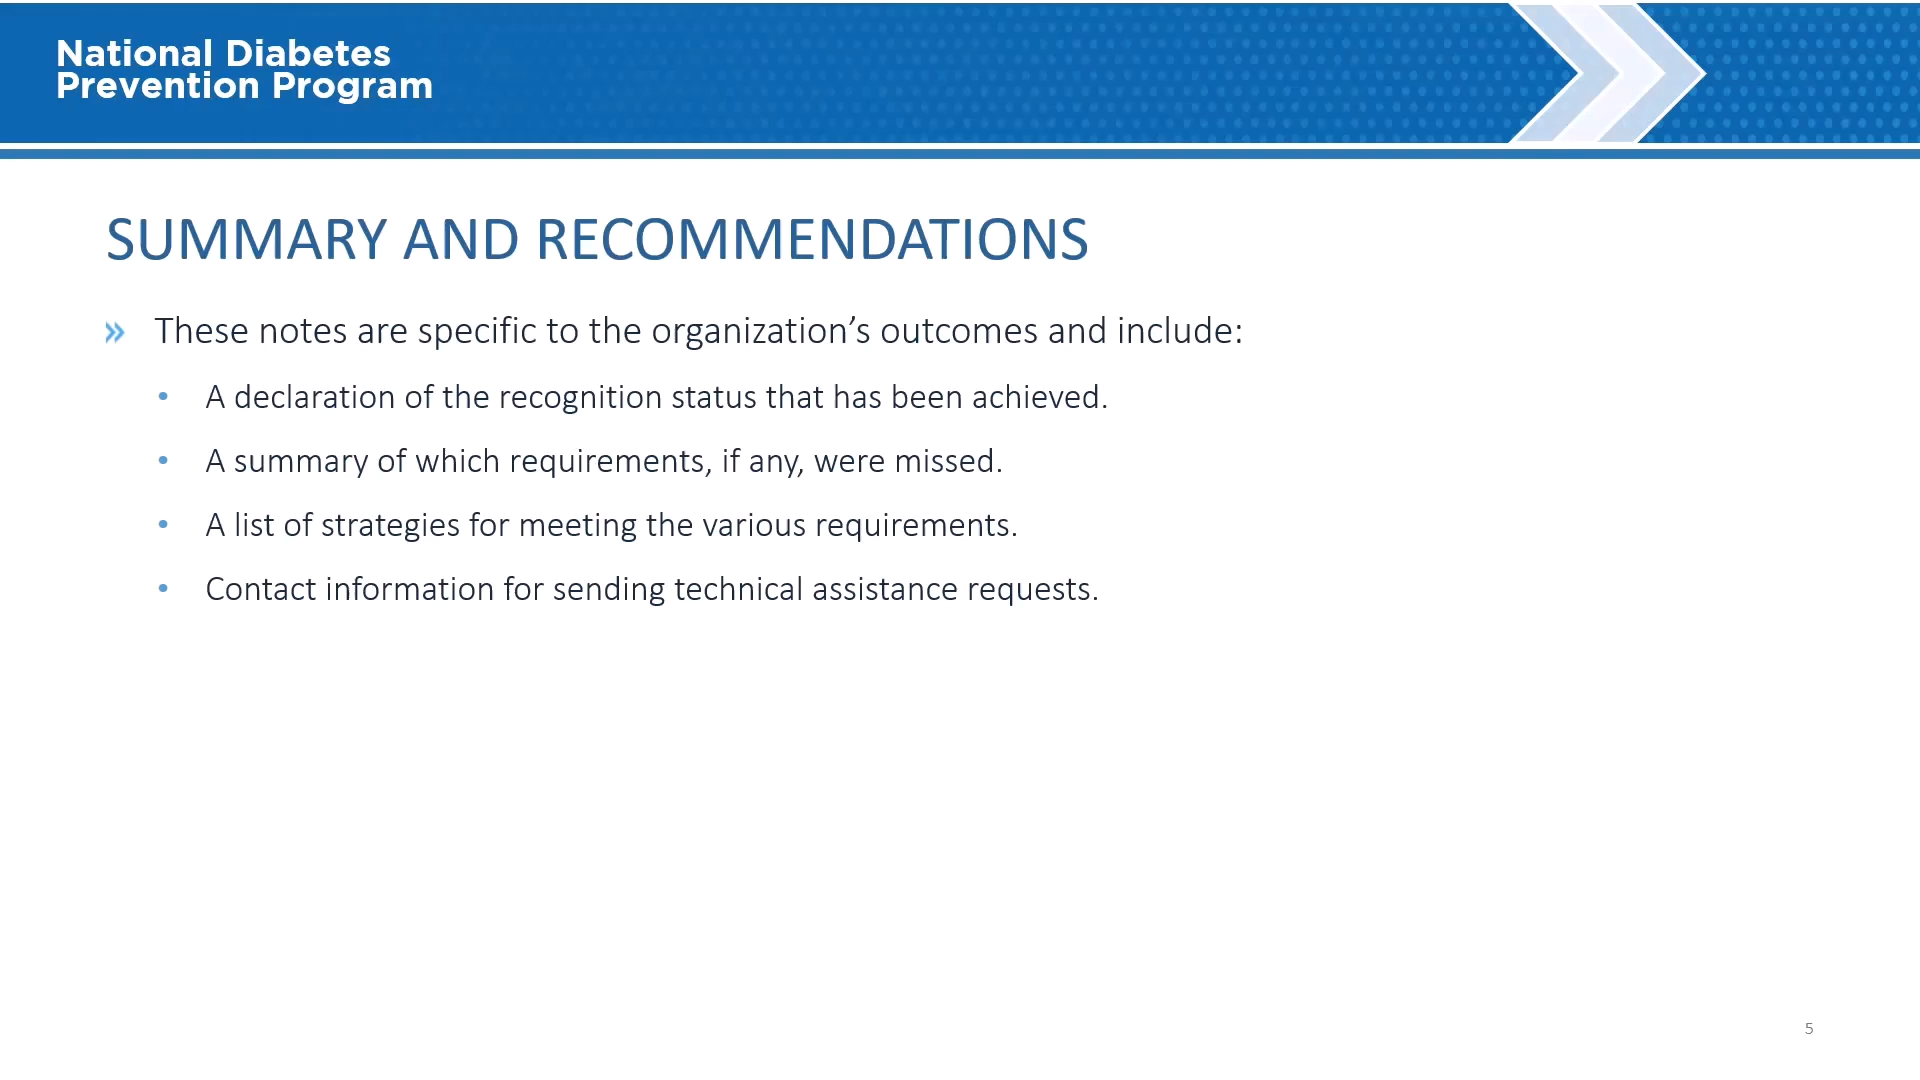 National Diabetes
Prevention Program
SUMMARY AND RECOMMENDATIONS
» These notes are specific to the organization’s outcomes and include:
• A declaration of the recognition status that has been achieved.
• A summary of which requirements, if any, were missed.
• A list of strategies for meeting the various requirements.
• Contact information for sending technical assistance requests.
5